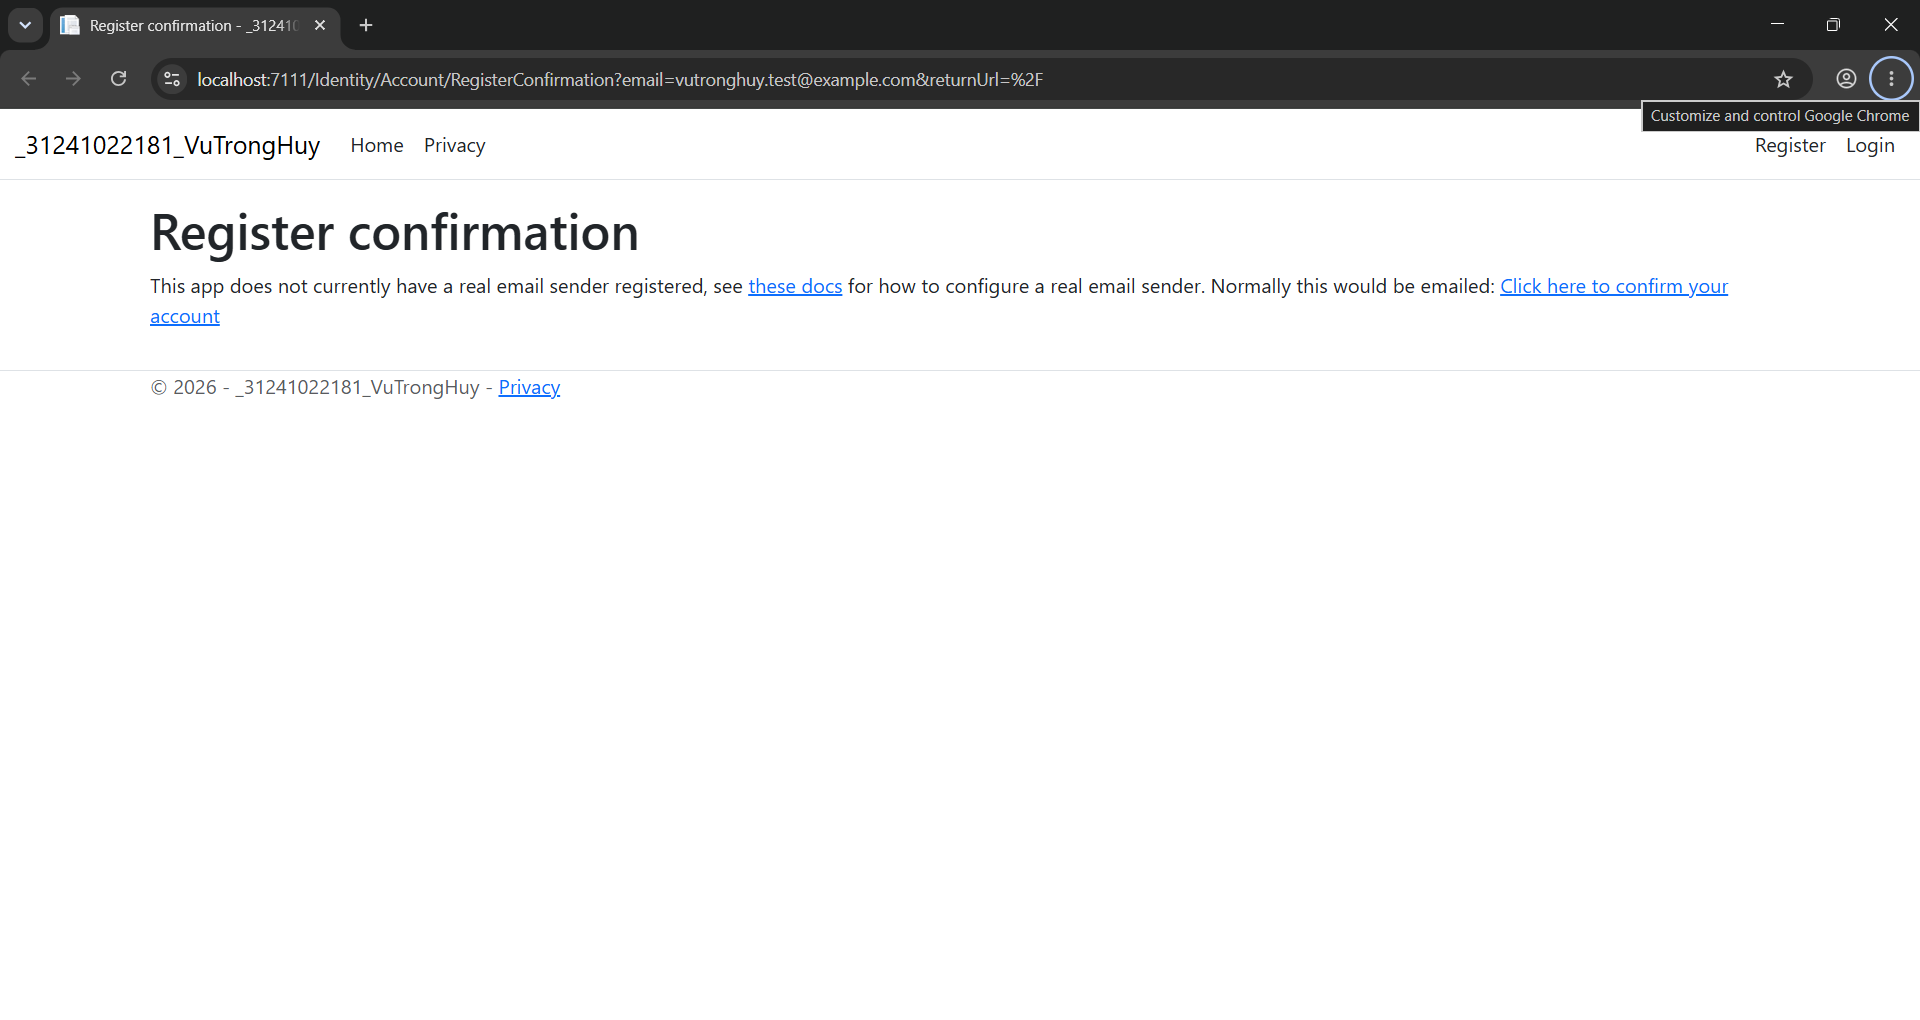 Register confirmation - _31241
localhost:7111/Identity/Account/RegisterConfirmation?email=vutronghuy.test@example.com&returnUrl=%2F
Customize and control Google Chrome
_31241022181_VuTrongHuy Home Privacy Register Login
Register confirmation
This app does not currently have a real email sender registered, see these docs for how to configure a real email sender. Normally this would be emailed: Click here to confirm your
account
© 2026 - _31241022181_VuTrongHuy - Privacy